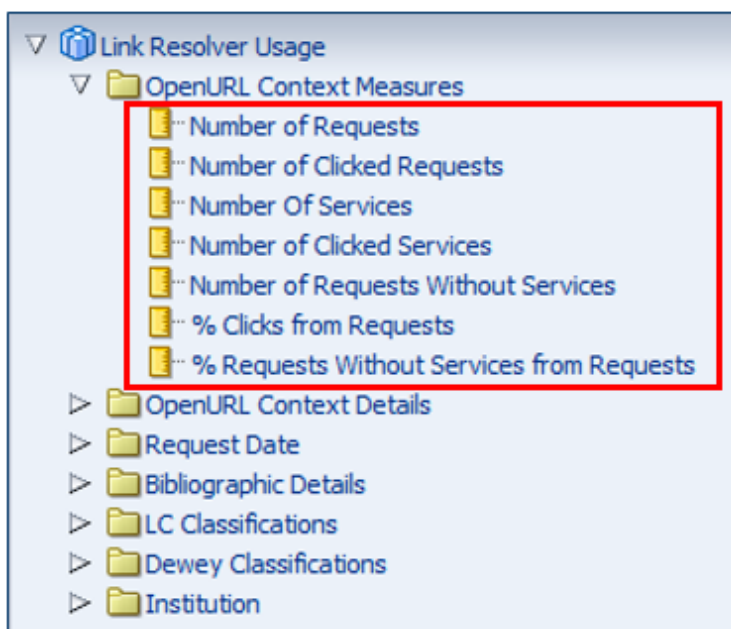 Link Resolver Usage
OpenURL Context Measures
Number of Requests
Number of Clicked Requests
Number Of Services
Number of Clicked Services
Number of Requests Without Services
% Clicks from Requests
% Requests Without Services from Requests
OpenURL Context Details
Request Date
Bibliographic Details
LC Classifications
Dewey Classifications
Institution